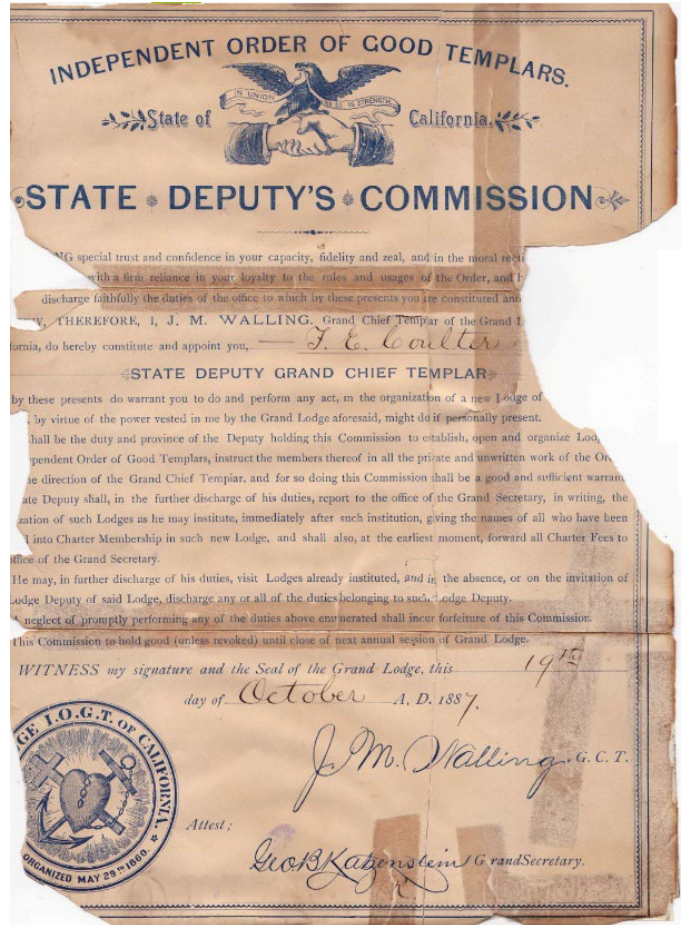 INDEPENDENT ORDER OF GOOD TEMPLARS.
IN UNION IS STRENGTH
State of California.
STATE DEPUTY'S COMMISSION
NG special trust and confidence in your capacity, fidelity and zeal, and in the moral recti
with a firm reliance in your loyalty to the rules and usages of the Order, and
discharge faithfully the duties of the office to which by these presents you are constituted and
THEREFORE, I, J. M. WALLING, Grand Chief Templar of the Grand L
fornia, do hereby constitute and appoint you, F. E. Coulter
STATE DEPUTY GRAND CHIEF TEMPLAR
by these presents do warrant you to do and perform any act, in the organization of a new Lodge of
by virtue of the power vested in me by the Grand Lodge aforesaid, might do if personally present.
hall be the duty and province of the Deputy holding this Commission to establish, open and organize Lod
pendent Order of Good Templars, instruct the members thereof in all the private and unwritten work of the Or
he direction of the Grand Chief Templar, and for so doing this Commission shall be a good and sufficient warran
ate Deputy shall, in the further discharge of his duties, report to the office of the Grand Secretary, in writing, the
zation of such Lodges as he may institute, immediately after such institution, giving the names of all who have been
l into Charter Membership in such new Lodge, and shall also, at the earliest moment, forward all Charter Fees to
office of the Grand Secretary.
He may, in further discharge of his duties, visit Lodges already instituted, and in the absence, or on the invitation of
Lodge Deputy of said Lodge, discharge any or all of the duties belonging to such Lodge Deputy.
A neglect of promptly performing any of the duties above enumerated shall incur forfeiture of this Commission.
This Commission to hold good (unless revoked) until close of next annual session of Grand Lodge.
WITNESS my signature and the Seal of the Grand Lodge, this 19th
day of October A. D. 1887.
GE I.O.G.T. OF CALIFORNIA.
ORGANIZED MAY 29TH 1860.
J. M. Walling G. C. T.
Attest;
Geo B Katzenstein Grand Secretary.